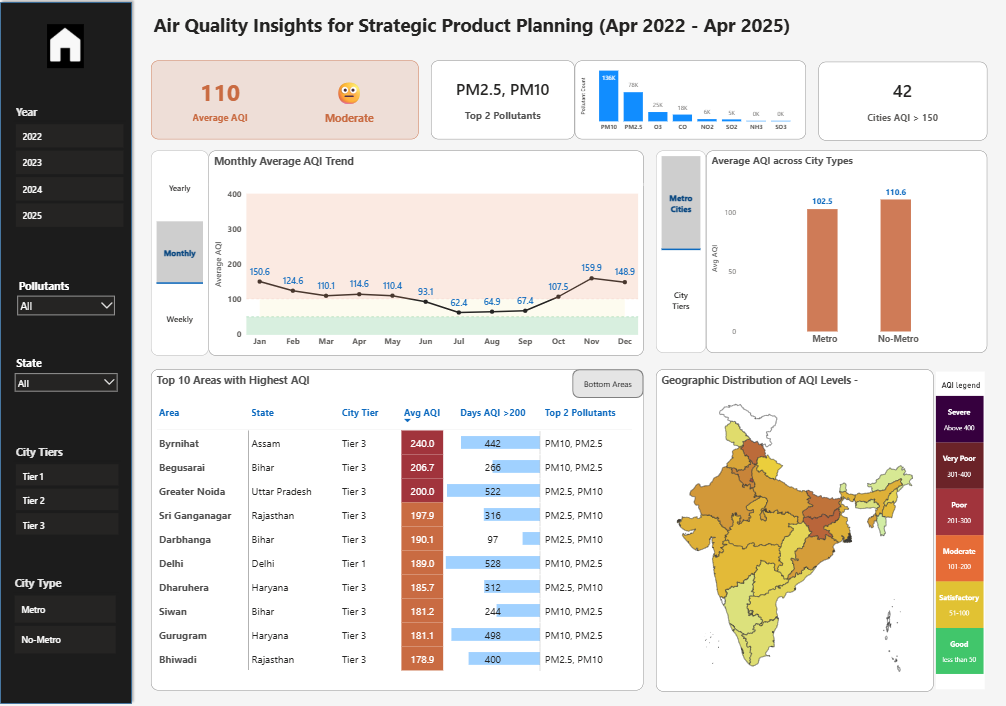 Air Quality Insights for Strategic Product Planning (Apr 2022 - Apr 2025)
Year
2022
2023
2024
2025
Pollutants
All
State
All
City Tiers
Tier 1
Tier 2
Tier 3
City Type
Metro
No-Metro
110
Average AQI
Moderate
PM2.5, PM10
Top 2 Pollutants
Pollutant Count
136K 78K 25K 18K 6K 5K 0K 0K
PM10 PM2.5 O3 CO NO2 SO2 NH3 SO3
42
Cities AQI > 150
Yearly
Monthly
Weekly
Monthly Average AQI Trend
Average AQI
400
300
200
100
0
150.6 124.6 110.1 114.6 110.4 93.1 62.4 64.9 67.4 107.5 159.9 148.9
Jan Feb Mar Apr May Jun Jul Aug Sep Oct Nov Dec
Metro
Cities
City
Tiers
Average AQI across City Types
Avg AQI
100
50
0
102.5 110.6
Metro No-Metro
Top 10 Areas with Highest AQI
Bottom Areas
Area State City Tier Avg AQI Days AQI >200 Top 2 Pollutants
Byrnihat Assam Tier 3 240.0 442 PM10, PM2.5
Begusarai Bihar Tier 3 206.7 266 PM10, PM2.5
Greater Noida Uttar Pradesh Tier 3 200.0 522 PM2.5, PM10
Sri Ganganagar Rajasthan Tier 3 197.9 316 PM2.5, PM10
Darbhanga Bihar Tier 3 190.1 97 PM2.5, PM10
Delhi Delhi Tier 1 189.0 528 PM2.5, PM10
Dharuhera Haryana Tier 3 185.7 312 PM2.5, PM10
Siwan Bihar Tier 3 181.2 244 PM10, PM2.5
Gurugram Haryana Tier 3 181.1 498 PM10, PM2.5
Bhiwadi Rajasthan Tier 3 178.9 400 PM2.5, PM10
Geographic Distribution of AQI Levels -
AQI legend
Severe
Above 400
Very Poor
301-400
Poor
201-300
Moderate
101-200
Satisfactory
51-100
Good
less than 50